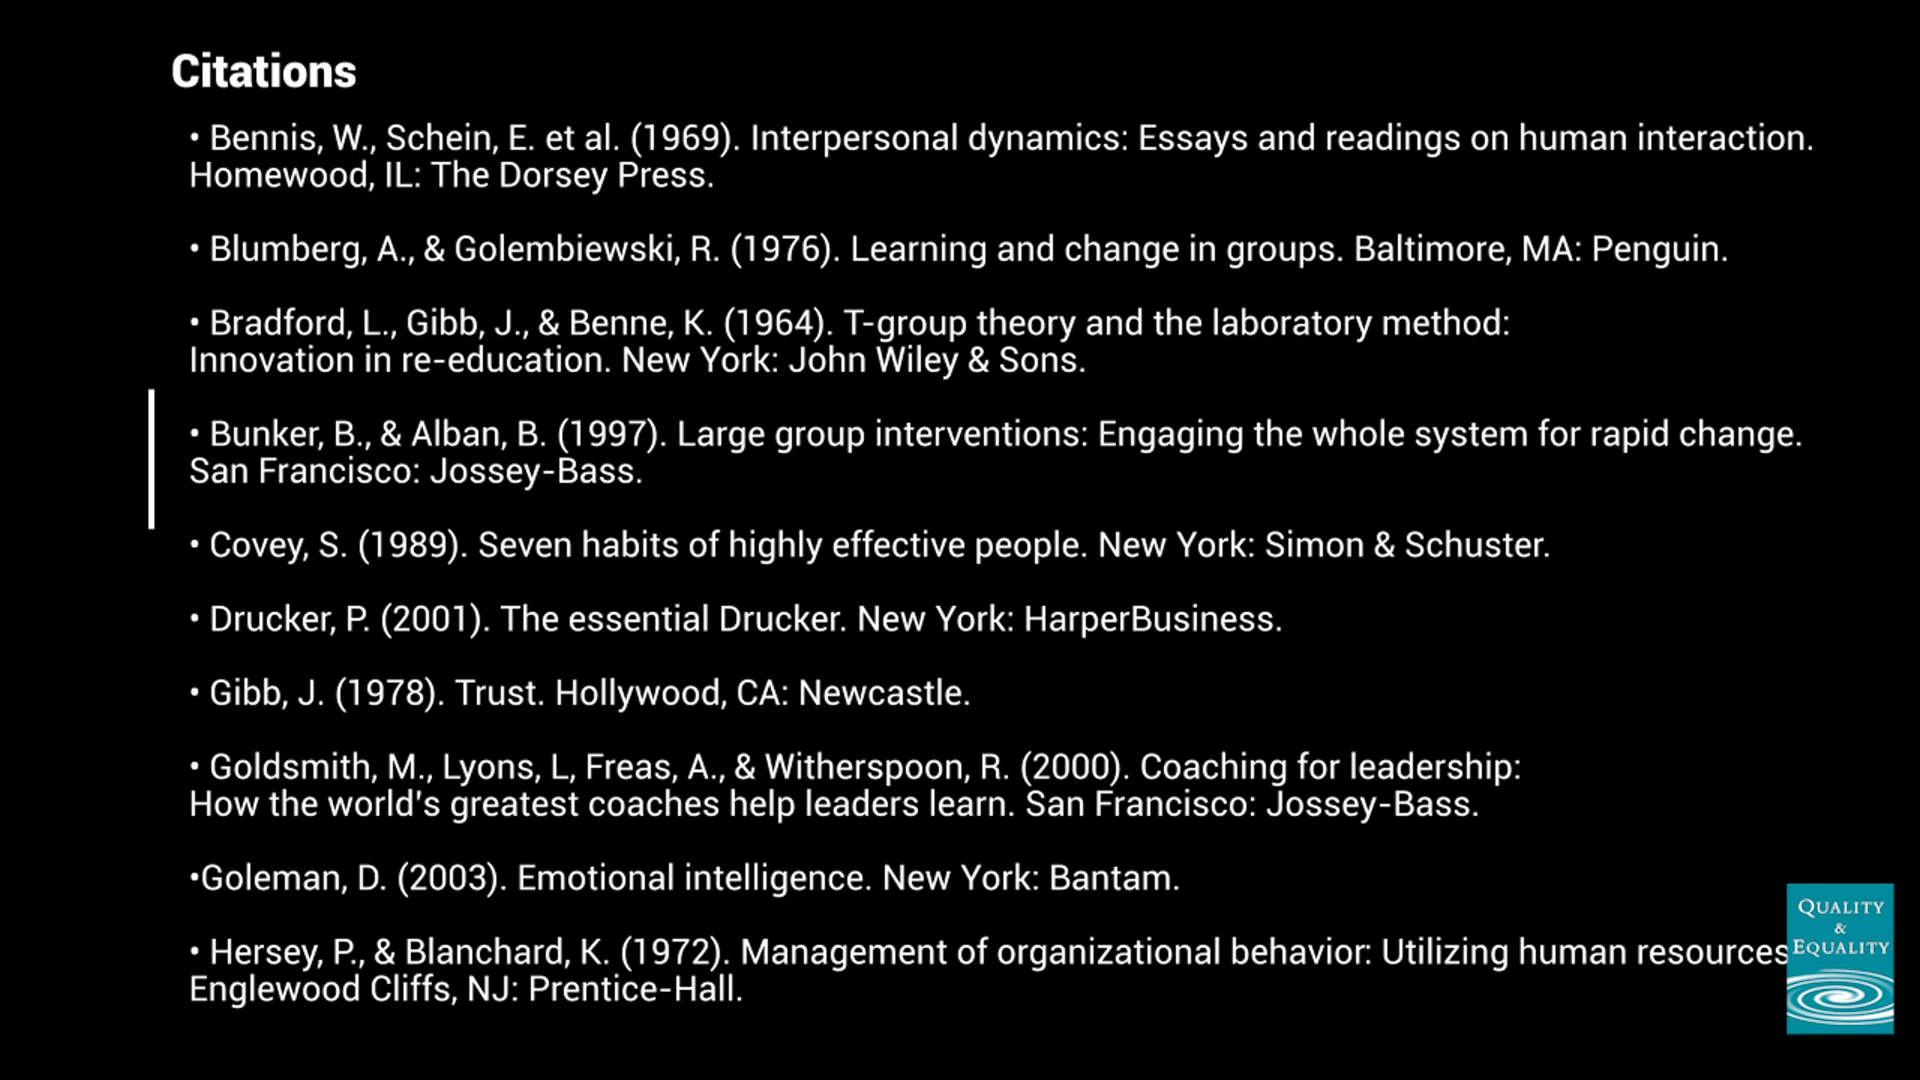 Citations
• Bennis, W., Schein, E. et al. (1969). Interpersonal dynamics: Essays and readings on human interaction.
Homewood, IL: The Dorsey Press.
• Blumberg, A., & Golembiewski, R. (1976). Learning and change in groups. Baltimore, MA: Penguin.
• Bradford, L., Gibb, J., & Benne, K. (1964). T-group theory and the laboratory method:
Innovation in re-education. New York: John Wiley & Sons.
• Bunker, B., & Alban, B. (1997). Large group interventions: Engaging the whole system for rapid change.
San Francisco: Jossey-Bass.
• Covey, S. (1989). Seven habits of highly effective people. New York: Simon & Schuster.
• Drucker, P. (2001). The essential Drucker. New York: HarperBusiness.
• Gibb, J. (1978). Trust. Hollywood, CA: Newcastle.
• Goldsmith, M., Lyons, L, Freas, A., & Witherspoon, R. (2000). Coaching for leadership:
How the world's greatest coaches help leaders learn. San Francisco: Jossey-Bass.
•Goleman, D. (2003). Emotional intelligence. New York: Bantam.
• Hersey, P., & Blanchard, K. (1972). Management of organizational behavior: Utilizing human resources
Englewood Cliffs, NJ: Prentice-Hall.
QUALITY
&
EQUALITY